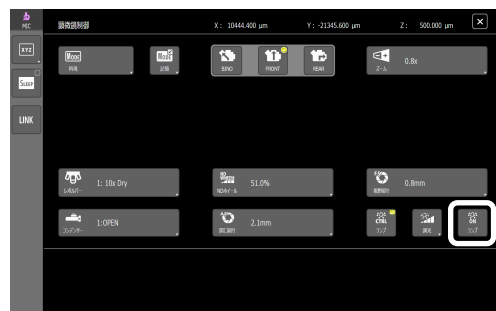 MIC
顕微鏡制御
X : 10444.400 μm
Y : -21345.600 μm
Z : 500.000 μm
×
XYZ
SLEEP
LINK
MODE
再現
MODE
記憶
BINO
FRONT
REAR
ズーム
0.8x
レボルバー
1: 10x Dry
NDホイール
51.0%
視野絞り
0.8mm
コンデンサー
1:OPEN
開口絞り
2.1mm
CTRL
ランプ
調光
ON
ランプ